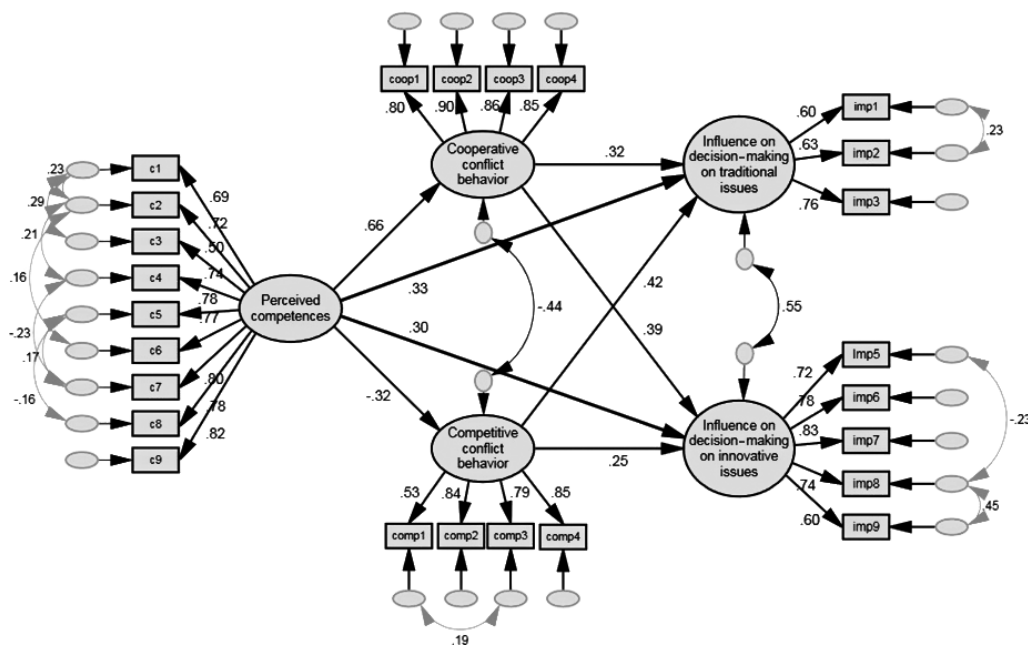 coop1 coop2 coop3 coop4
.80 .90 .86 .85
Cooperative
conflict
behavior
Influence on
decision-making
on traditional
issues
.60
.63
.76
imp1
imp2
imp3
.23
.23
.29
.21
.16
-.23
.17
-.16
c1
c2
c3
c4
c5
c6
c7
c8
c9
.69
.72
.50
.74
.78
.77
.80
.78
.82
Perceived
competences
.66
.32
.33
.30
-.32
-.44
.42
.39
.55
.25
Competitive
conflict
behavior
Influence on
decision-making
on innovative
issues
.72
.78
.83
.74
.60
Imp5
imp6
imp7
imp8
imp9
-.23
.45
.53 .84 .79 .85
comp1 comp2 comp3 comp4
.19